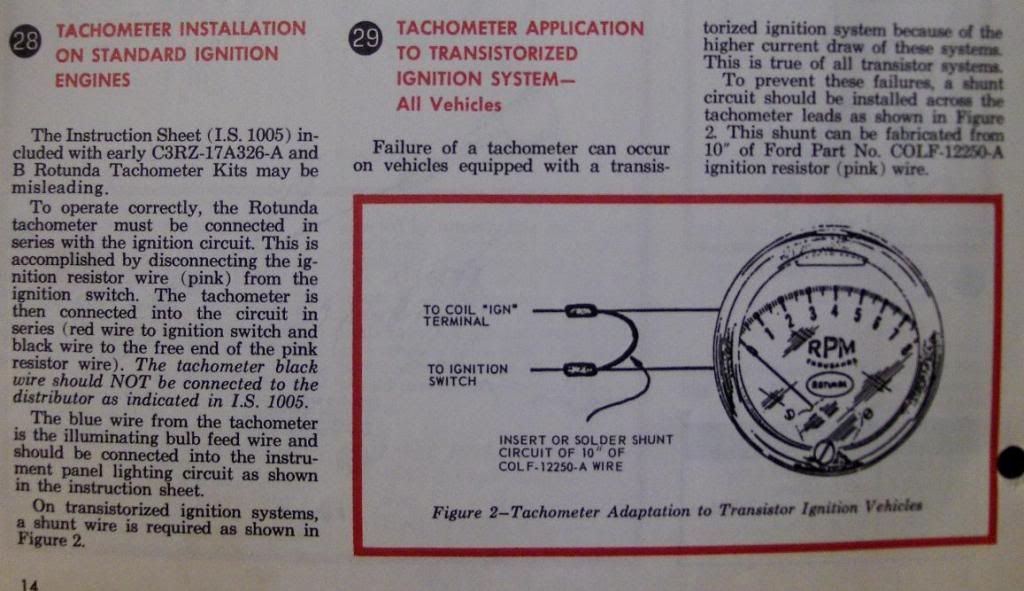 28
TACHOMETER INSTALLATION
ON STANDARD IGNITION
ENGINES
The Instruction Sheet (I.S. 1005) in-
cluded with early C3RZ-17A326-A and
B Rotunda Tachometer Kits may be
misleading.
To operate correctly, the Rotunda
tachometer must be connected in
series with the ignition circuit. This is
accomplished by disconnecting the ig-
nition resistor wire (pink) from the
ignition switch. The tachometer is
then connected into the circuit in
series (red wire to ignition switch and
black wire to the free end of the pink
resistor wire). The tachometer black
wire should NOT be connected to the
distributor as indicated in I.S. 1005.
The blue wire from the tachometer
is the illuminating bulb feed wire and
should be connected into the instru-
ment panel lighting circuit as shown
in the instruction sheet.
On transistorized ignition systems,
a shunt wire is required as shown in
Figure 2.
14
29
TACHOMETER APPLICATION
TO TRANSISTORIZED
IGNITION SYSTEM—
All Vehicles
Failure of a tachometer can occur
on vehicles equipped with a transis-
torized ignition system because of the
higher current draw of these systems.
This is true of all transistor systems.
To prevent these failures, a shunt
circuit should be installed across the
tachometer leads as shown in Figure
2. This shunt can be fabricated from
10" of Ford Part No. COLF-12250-A
ignition resistor (pink) wire.
TO COIL "IGN"
TERMINAL
TO IGNITION
SWITCH
INSERT OR SOLDER SHUNT
CIRCUIT OF 10" OF
COLF-12250-A WIRE
1 2 3 4 5 6 7
RPM
THOUSANDS
ROTUNDA
Figure 2—Tachometer Adaptation to Transistor Ignition Vehicles